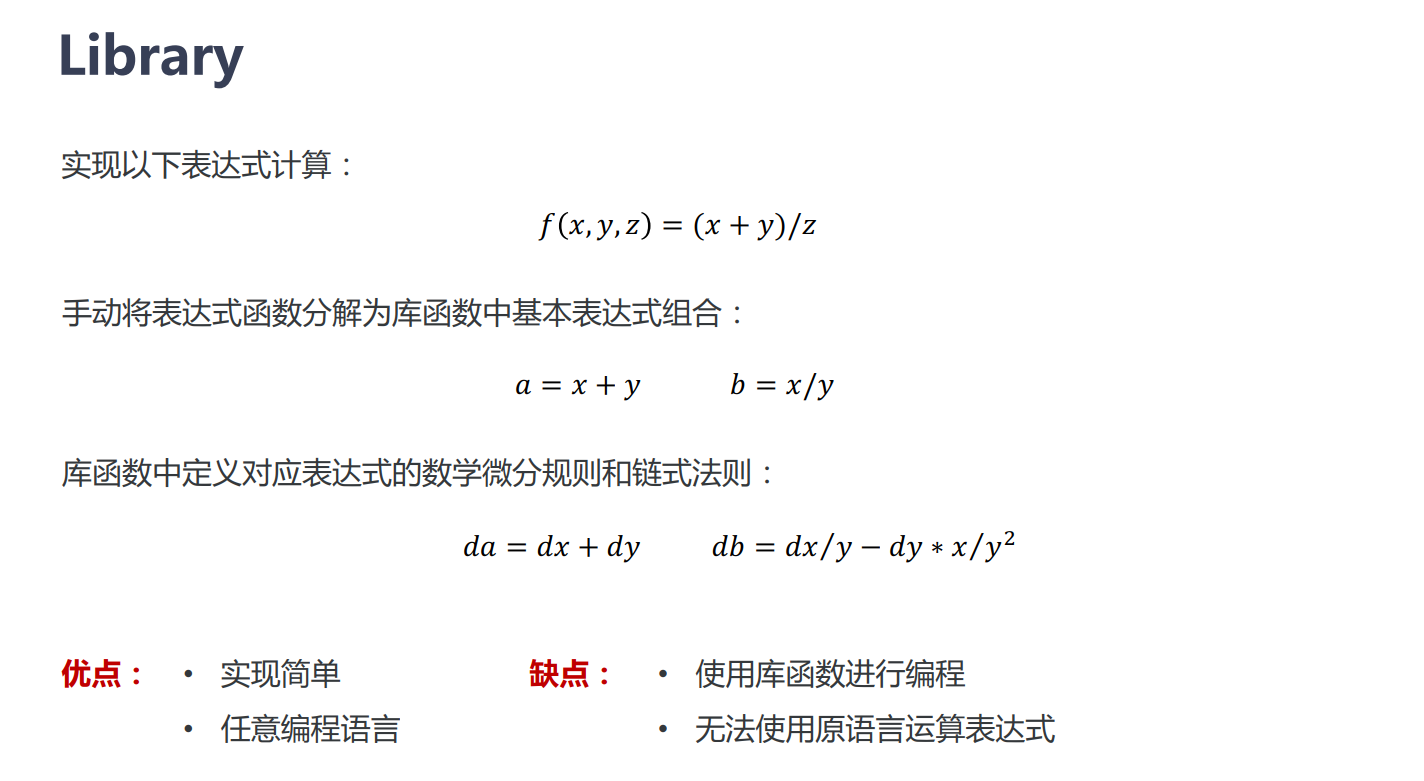 Library
实现以下表达式计算：
f(x, y, z) = (x + y)/z
手动将表达式函数分解为库函数中基本表达式组合：
a = x + y b = x/y
库函数中定义对应表达式的数学微分规则和链式法则：
da = dx + dy db = dx/y − dy ∗ x/y²
优点： • 实现简单 缺点： • 使用库函数进行编程
• 任意编程语言 • 无法使用原语言运算表达式